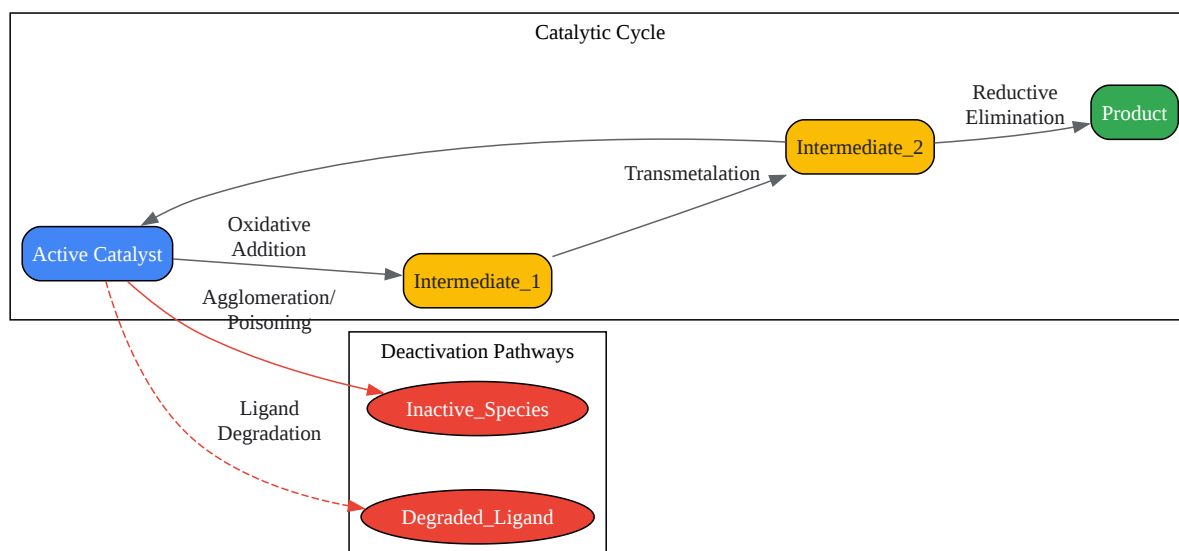 Catalytic Cycle
Reductive
Elimination
Product
Intermediate_2
Transmetalation
Oxidative
Addition
Active Catalyst
Intermediate_1
Agglomeration/
Poisoning
Deactivation Pathways
Inactive_Species
Ligand
Degradation
Degraded_Ligand